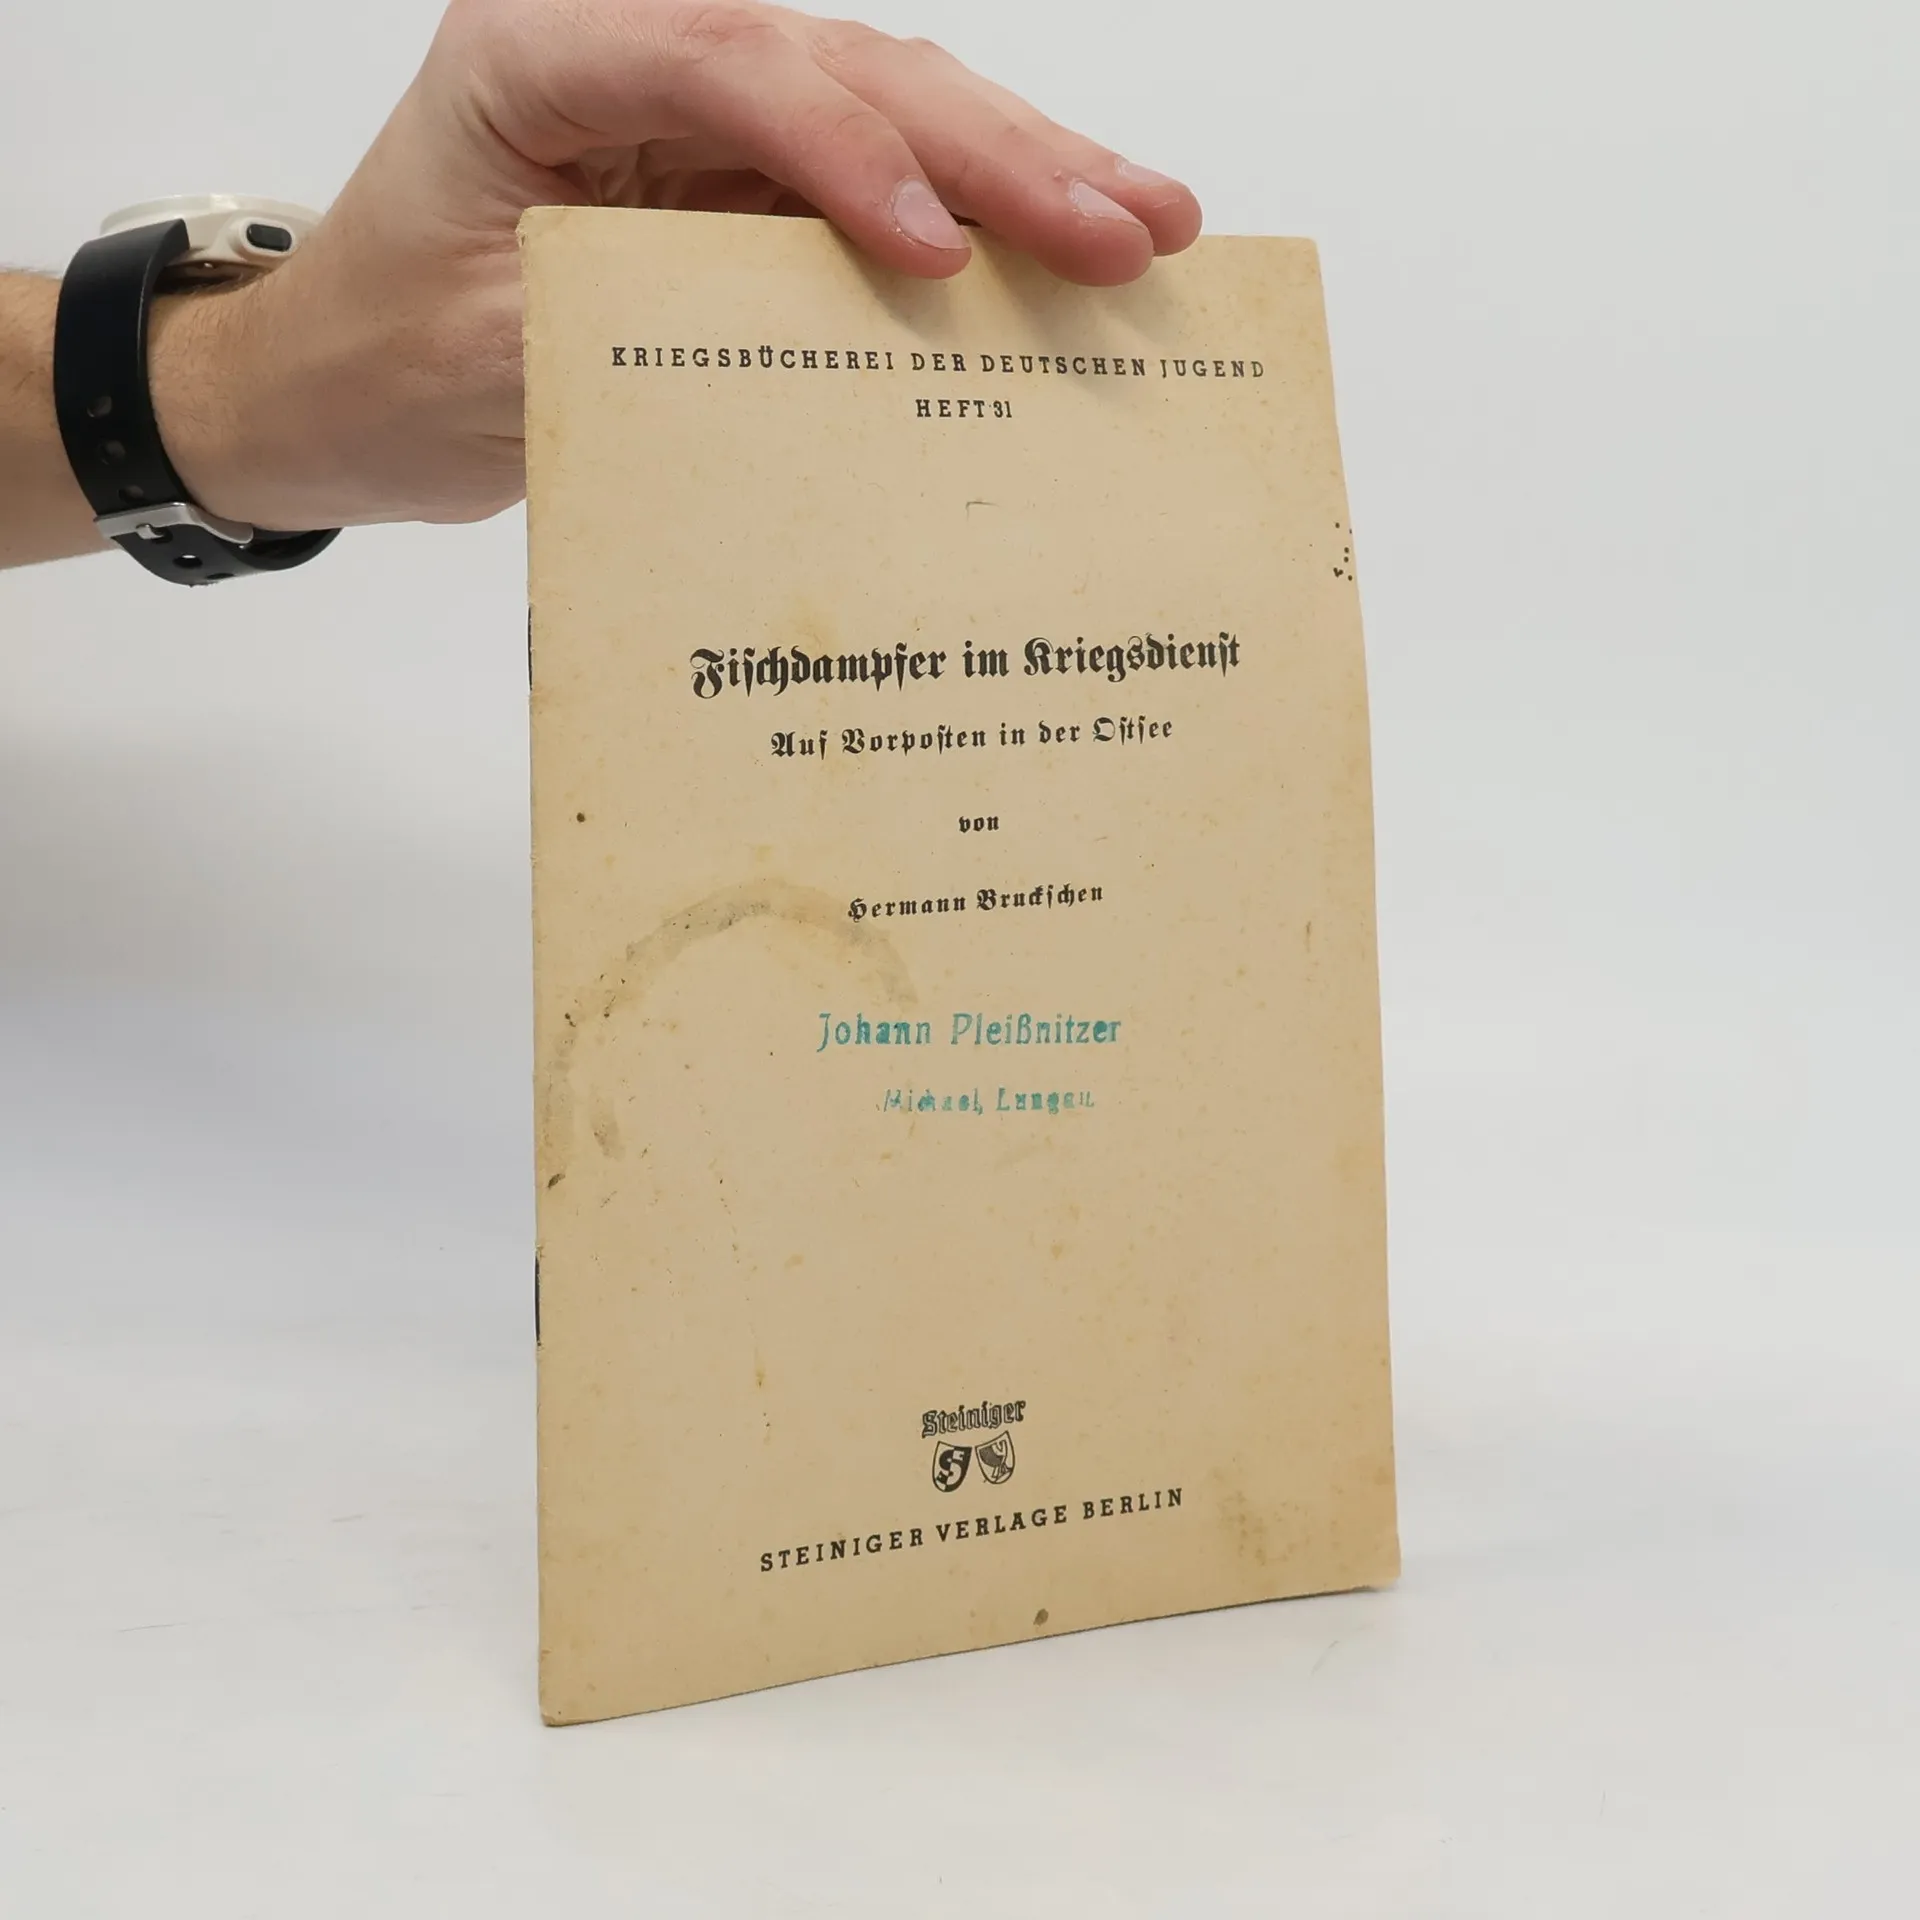 KRIEGSBÜCHEREI DER DEUTSCHEN JUGEND
HEFT 31
Fiſchdampfer im Kriegsdienſt
Auf Vorpoſten in der Oſtſee
von
Hermann Bruckſchen
Johann Pleißnitzer
Michael, Lungau
Steiniger
STEINIGER VERLAGE BERLIN